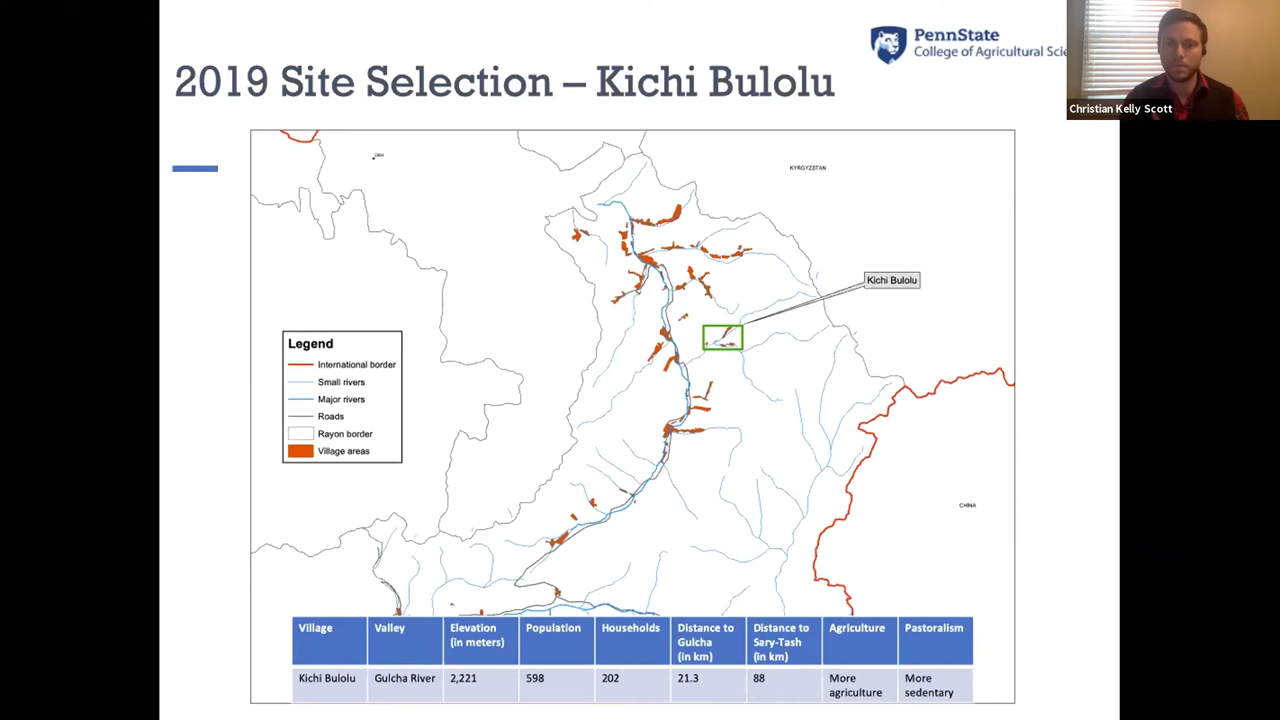 PennState
College of Agricultural Scie
2019 Site Selection – Kichi Bulolu
Christian Kelly Scott
OSH
KYRGYZSTAN
Kichi Bulolu
Legend
International border
Small rivers
Major rivers
Roads
Rayon border
Village areas
CHINA
Village
Valley
Elevation
(in meters)
Population
Households
Distance to
Gulcha
(in km)
Distance to
Sary-Tash
(in km)
Agriculture
Pastoralism
Kichi Bulolu
Gulcha River
2,221
598
202
21.3
88
More
agriculture
More
sedentary